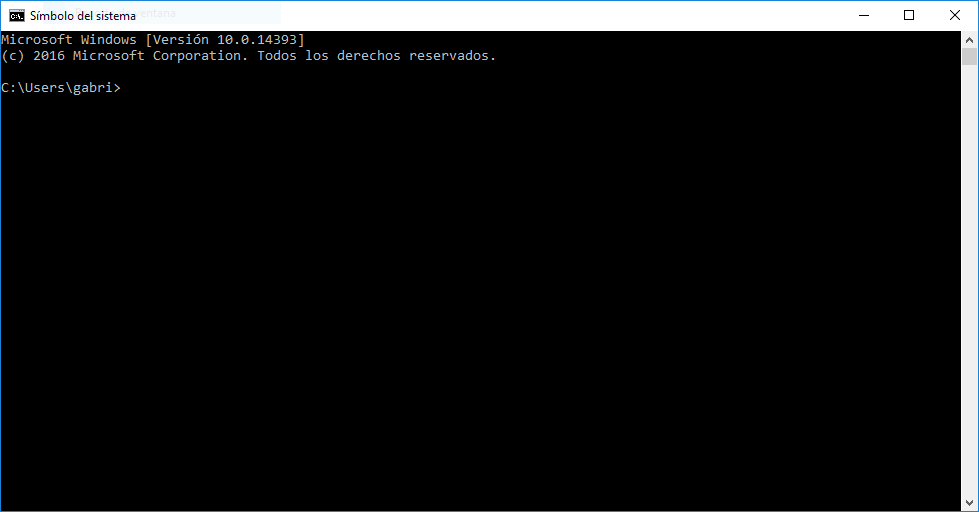 Símbolo del sistema
Microsoft Windows [Versión 10.0.14393]
(c) 2016 Microsoft Corporation. Todos los derechos reservados.
C:\Users\gabri>